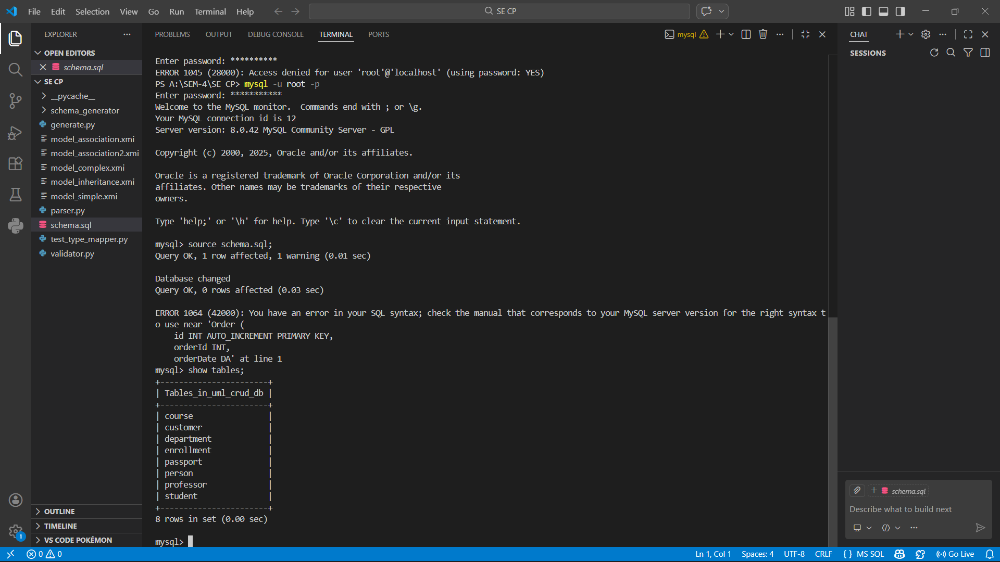 File Edit Selection View Go Run Terminal Help
SE CP
EXPLORER
OPEN EDITORS
schema.sql
SE CP
__pycache__
schema_generator
generate.py
model_association.xmi
model_association2.xmi
model_complex.xmi
model_inheritance.xmi
model_simple.xmi
parser.py
schema.sql
test_type_mapper.py
validator.py
OUTLINE
TIMELINE
VS CODE POKÉMON
1
PROBLEMS OUTPUT DEBUG CONSOLE TERMINAL PORTS
mysql
Enter password: **********
ERROR 1045 (28000): Access denied for user 'root'@'localhost' (using password: YES)
PS A:\SEM-4\SE CP> mysql -u root -p
Enter password: ***********
Welcome to the MySQL monitor.  Commands end with ; or \g.
Your MySQL connection id is 12
Server version: 8.0.42 MySQL Community Server - GPL
Copyright (c) 2000, 2025, Oracle and/or its affiliates.
Oracle is a registered trademark of Oracle Corporation and/or its
affiliates. Other names may be trademarks of their respective
owners.
Type 'help;' or '\h' for help. Type '\c' to clear the current input statement.
mysql> source schema.sql;
Query OK, 1 row affected, 1 warning (0.01 sec)
Database changed
Query OK, 0 rows affected (0.03 sec)
ERROR 1064 (42000): You have an error in your SQL syntax; check the manual that corresponds to your MySQL server version for the right syntax t
o use near 'Order (
    id INT AUTO_INCREMENT PRIMARY KEY,
    orderId INT,
    orderDate DA' at line 1
mysql> show tables;
+-----------------------+
| Tables_in_uml_crud_db |
+-----------------------+
| course                |
| customer              |
| department            |
| enrollment            |
| passport              |
| person                |
| professor             |
| student               |
+-----------------------+
8 rows in set (0.00 sec)
mysql>
CHAT
SESSIONS
schema.sql
Describe what to build next
0 0
Ln 1, Col 1 Spaces: 4 UTF-8 CRLF { } MS SQL Go Live